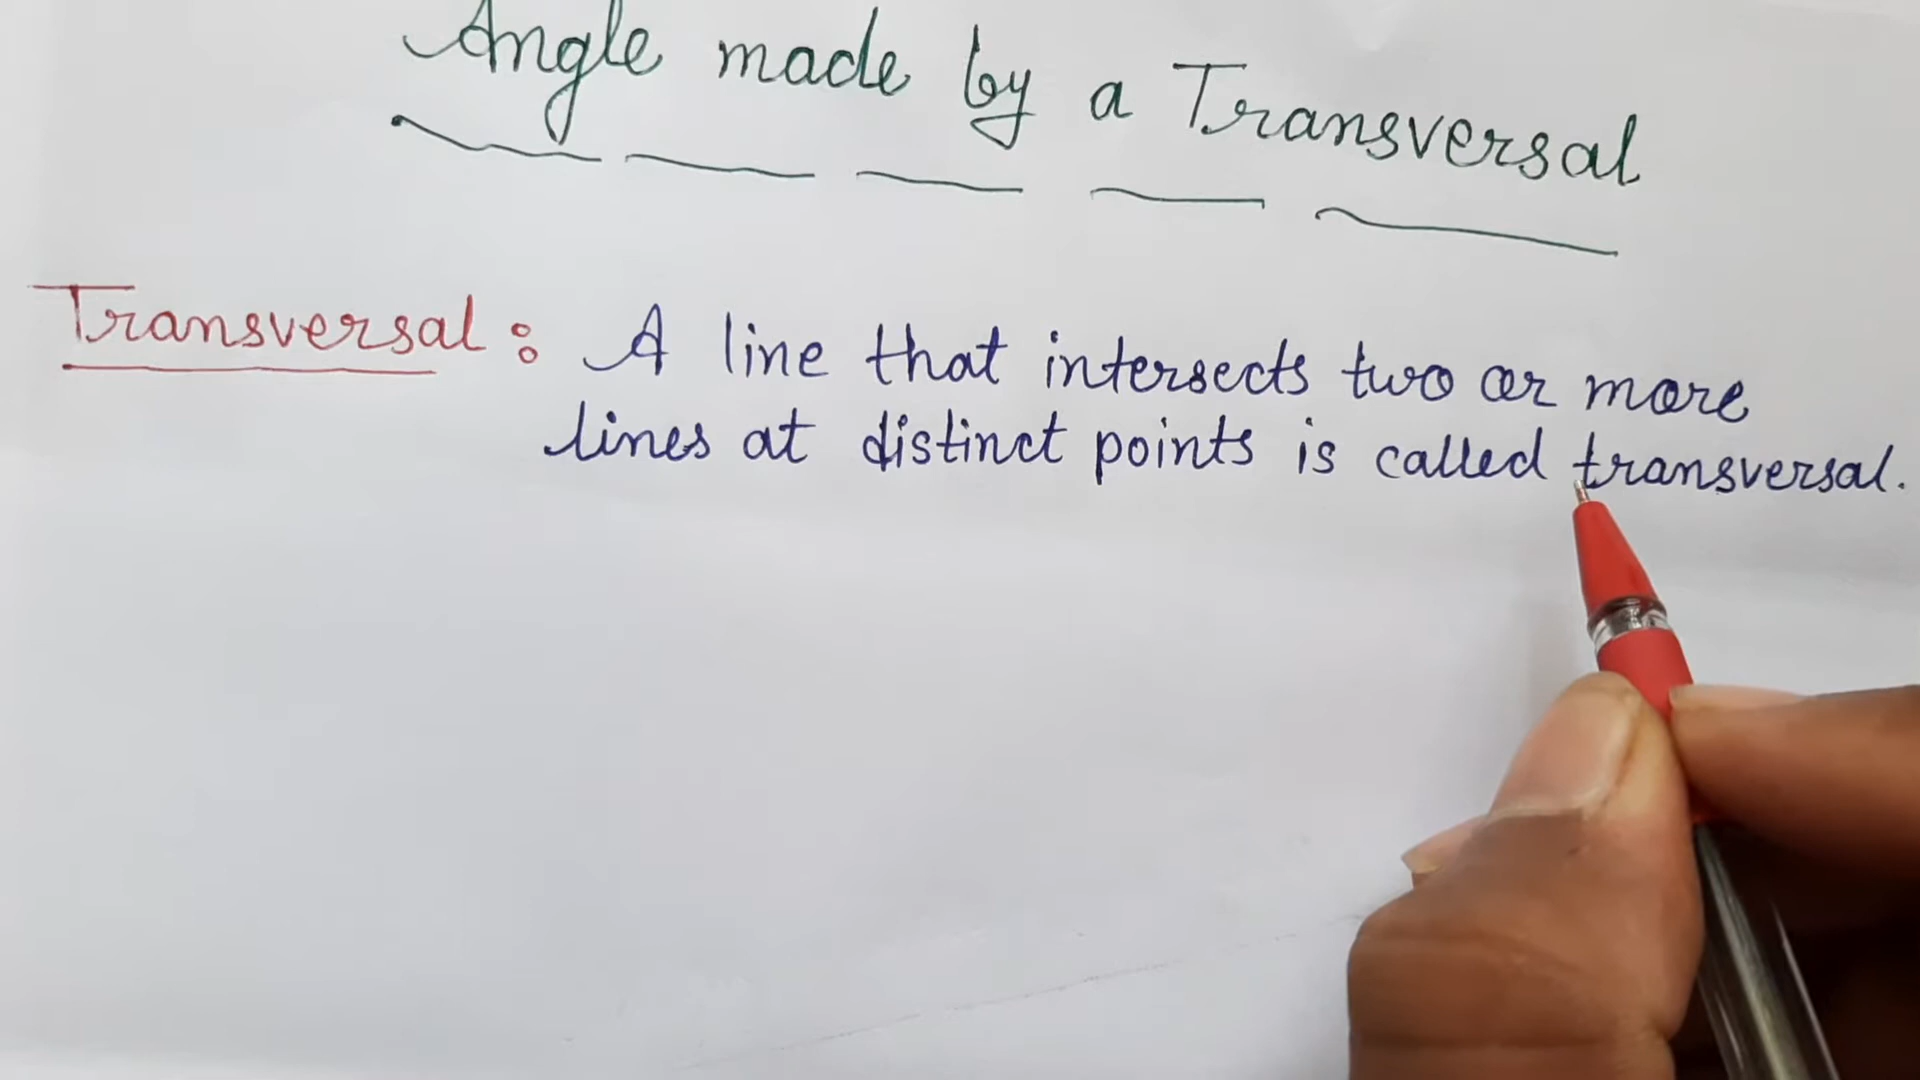 Angle made by a Transversal
Transversal : A line that intersects two or more
lines at distinct points is called transversal.